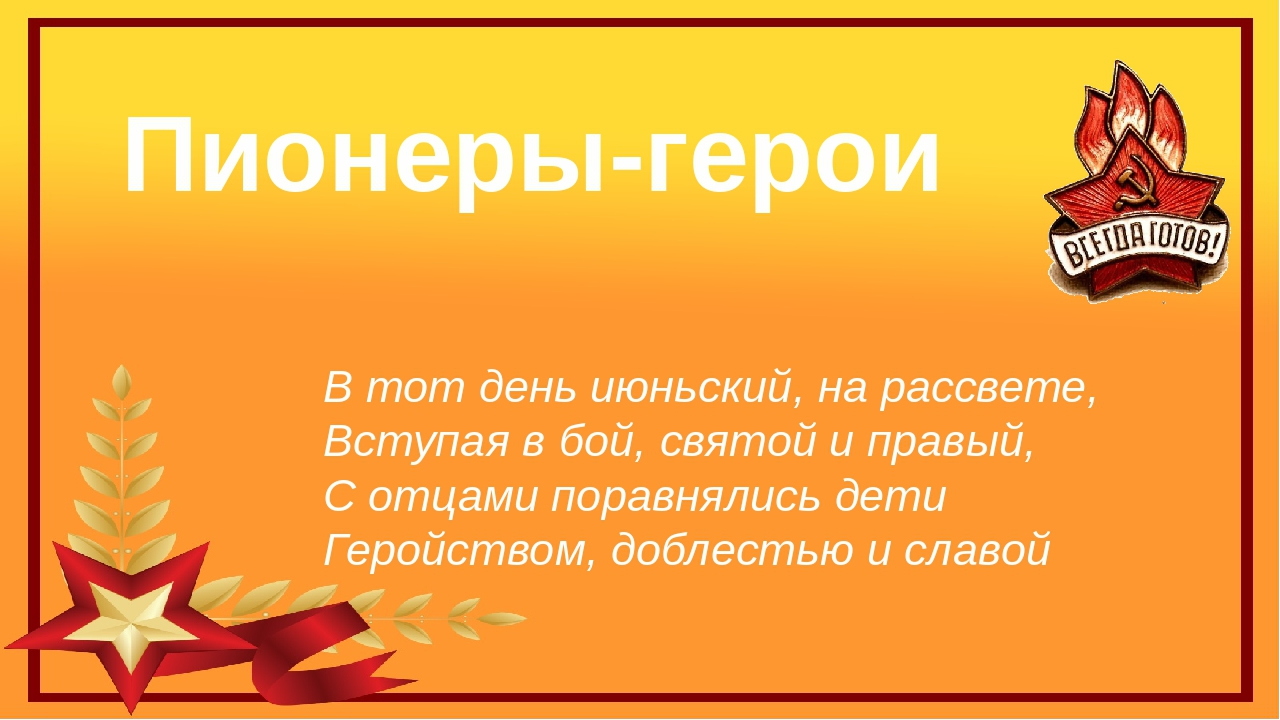 Пионеры-герои
ВСЕГДА ГОТОВ!
В тот день июньский, на рассвете,
Вступая в бой, святой и правый,
С отцами поравнялись дети
Геройством, доблестью и славой